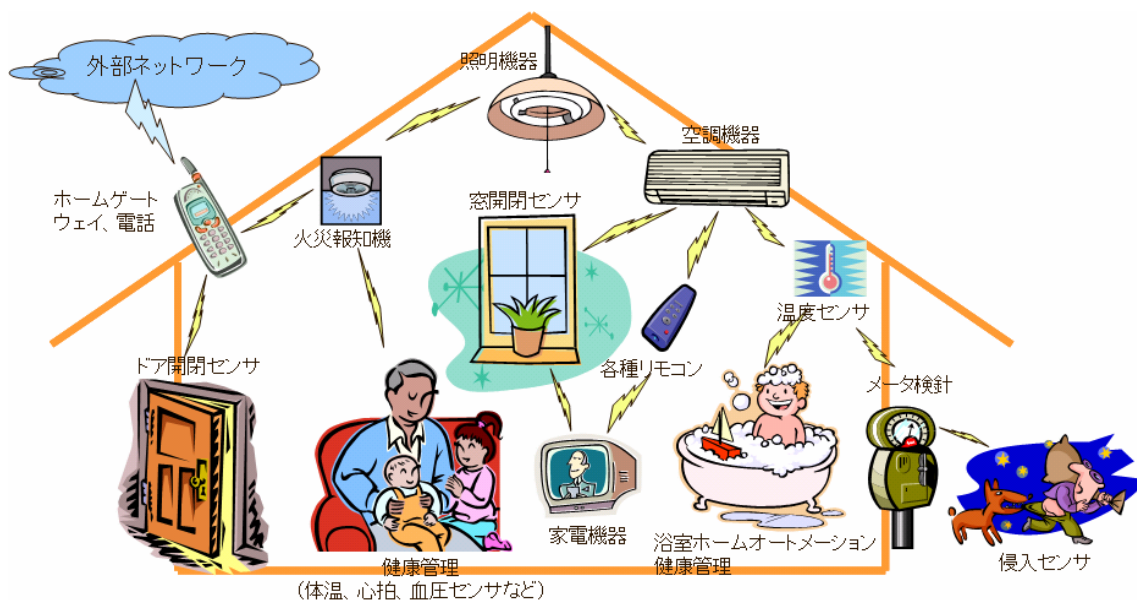 外部ネットワーク
照明機器
空調機器
ホームゲート
ウェイ、電話
窓開閉センサ
火災報知機
温度センサ
ドア開閉センサ
各種リモコン
メータ検針
家電機器
浴室ホームオートメーション
健康管理
健康管理
（体温、心拍、血圧センサなど）
侵入センサ